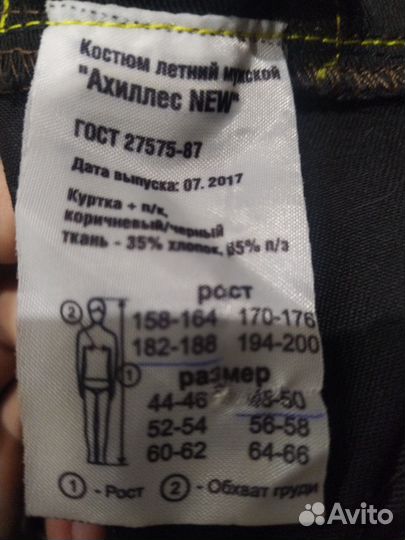 Костюм летний мужской
"Ахиллес NEW"
ГОСТ 27575-87
Дата выпуска: 07. 2017
Куртка + п/к,
коричневый/черный
ткань - 35% хлопок, 65% п/э
рост
158-164 170-176
182-188 194-200
размер
44-46 48-50
52-54 56-58
60-62 64-66
2
1
1 - Рост 2 - Обхват груди
Avito